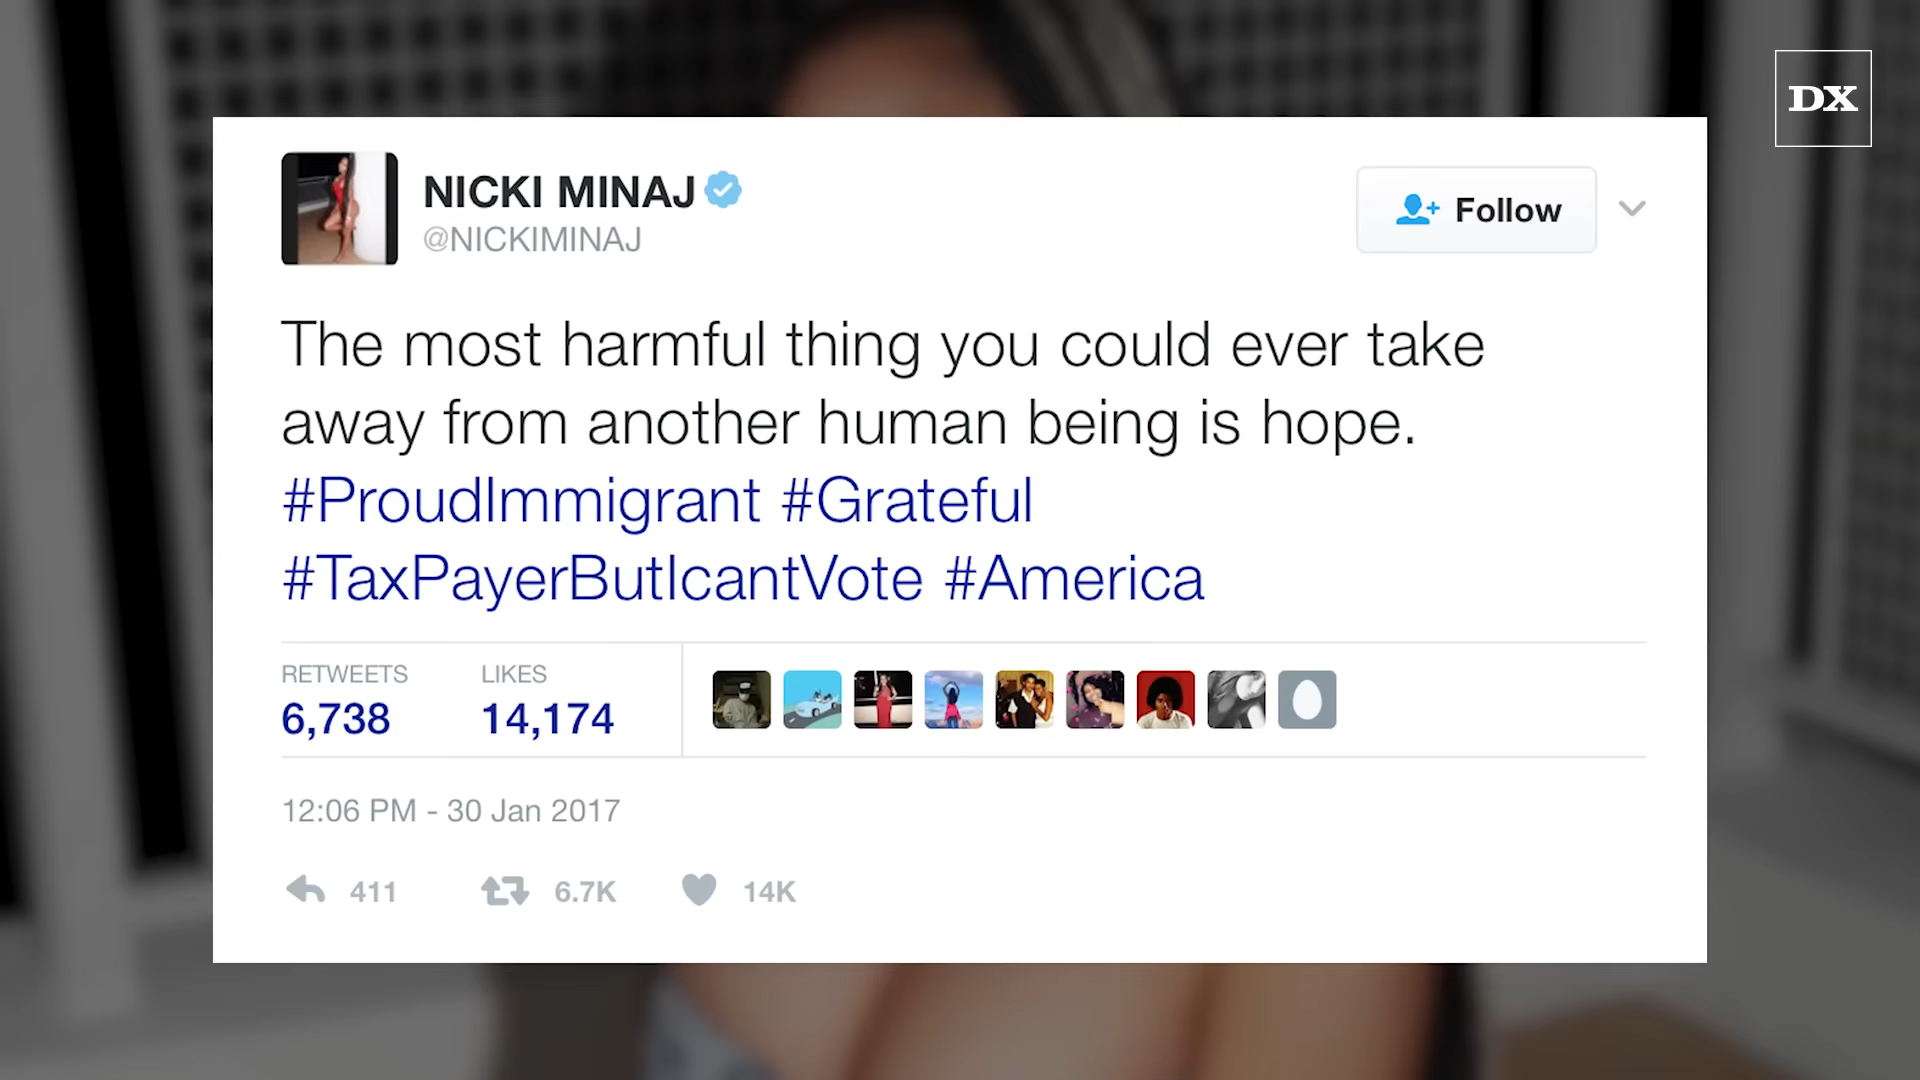 DX
NICKI MINAJ
@NICKIMINAJ
Follow
The most harmful thing you could ever take
away from another human being is hope.
#ProudImmigrant #Grateful
#TaxPayerButIcantVote #America
RETWEETS LIKES
6,738 14,174
12:06 PM - 30 Jan 2017
411 6.7K 14K